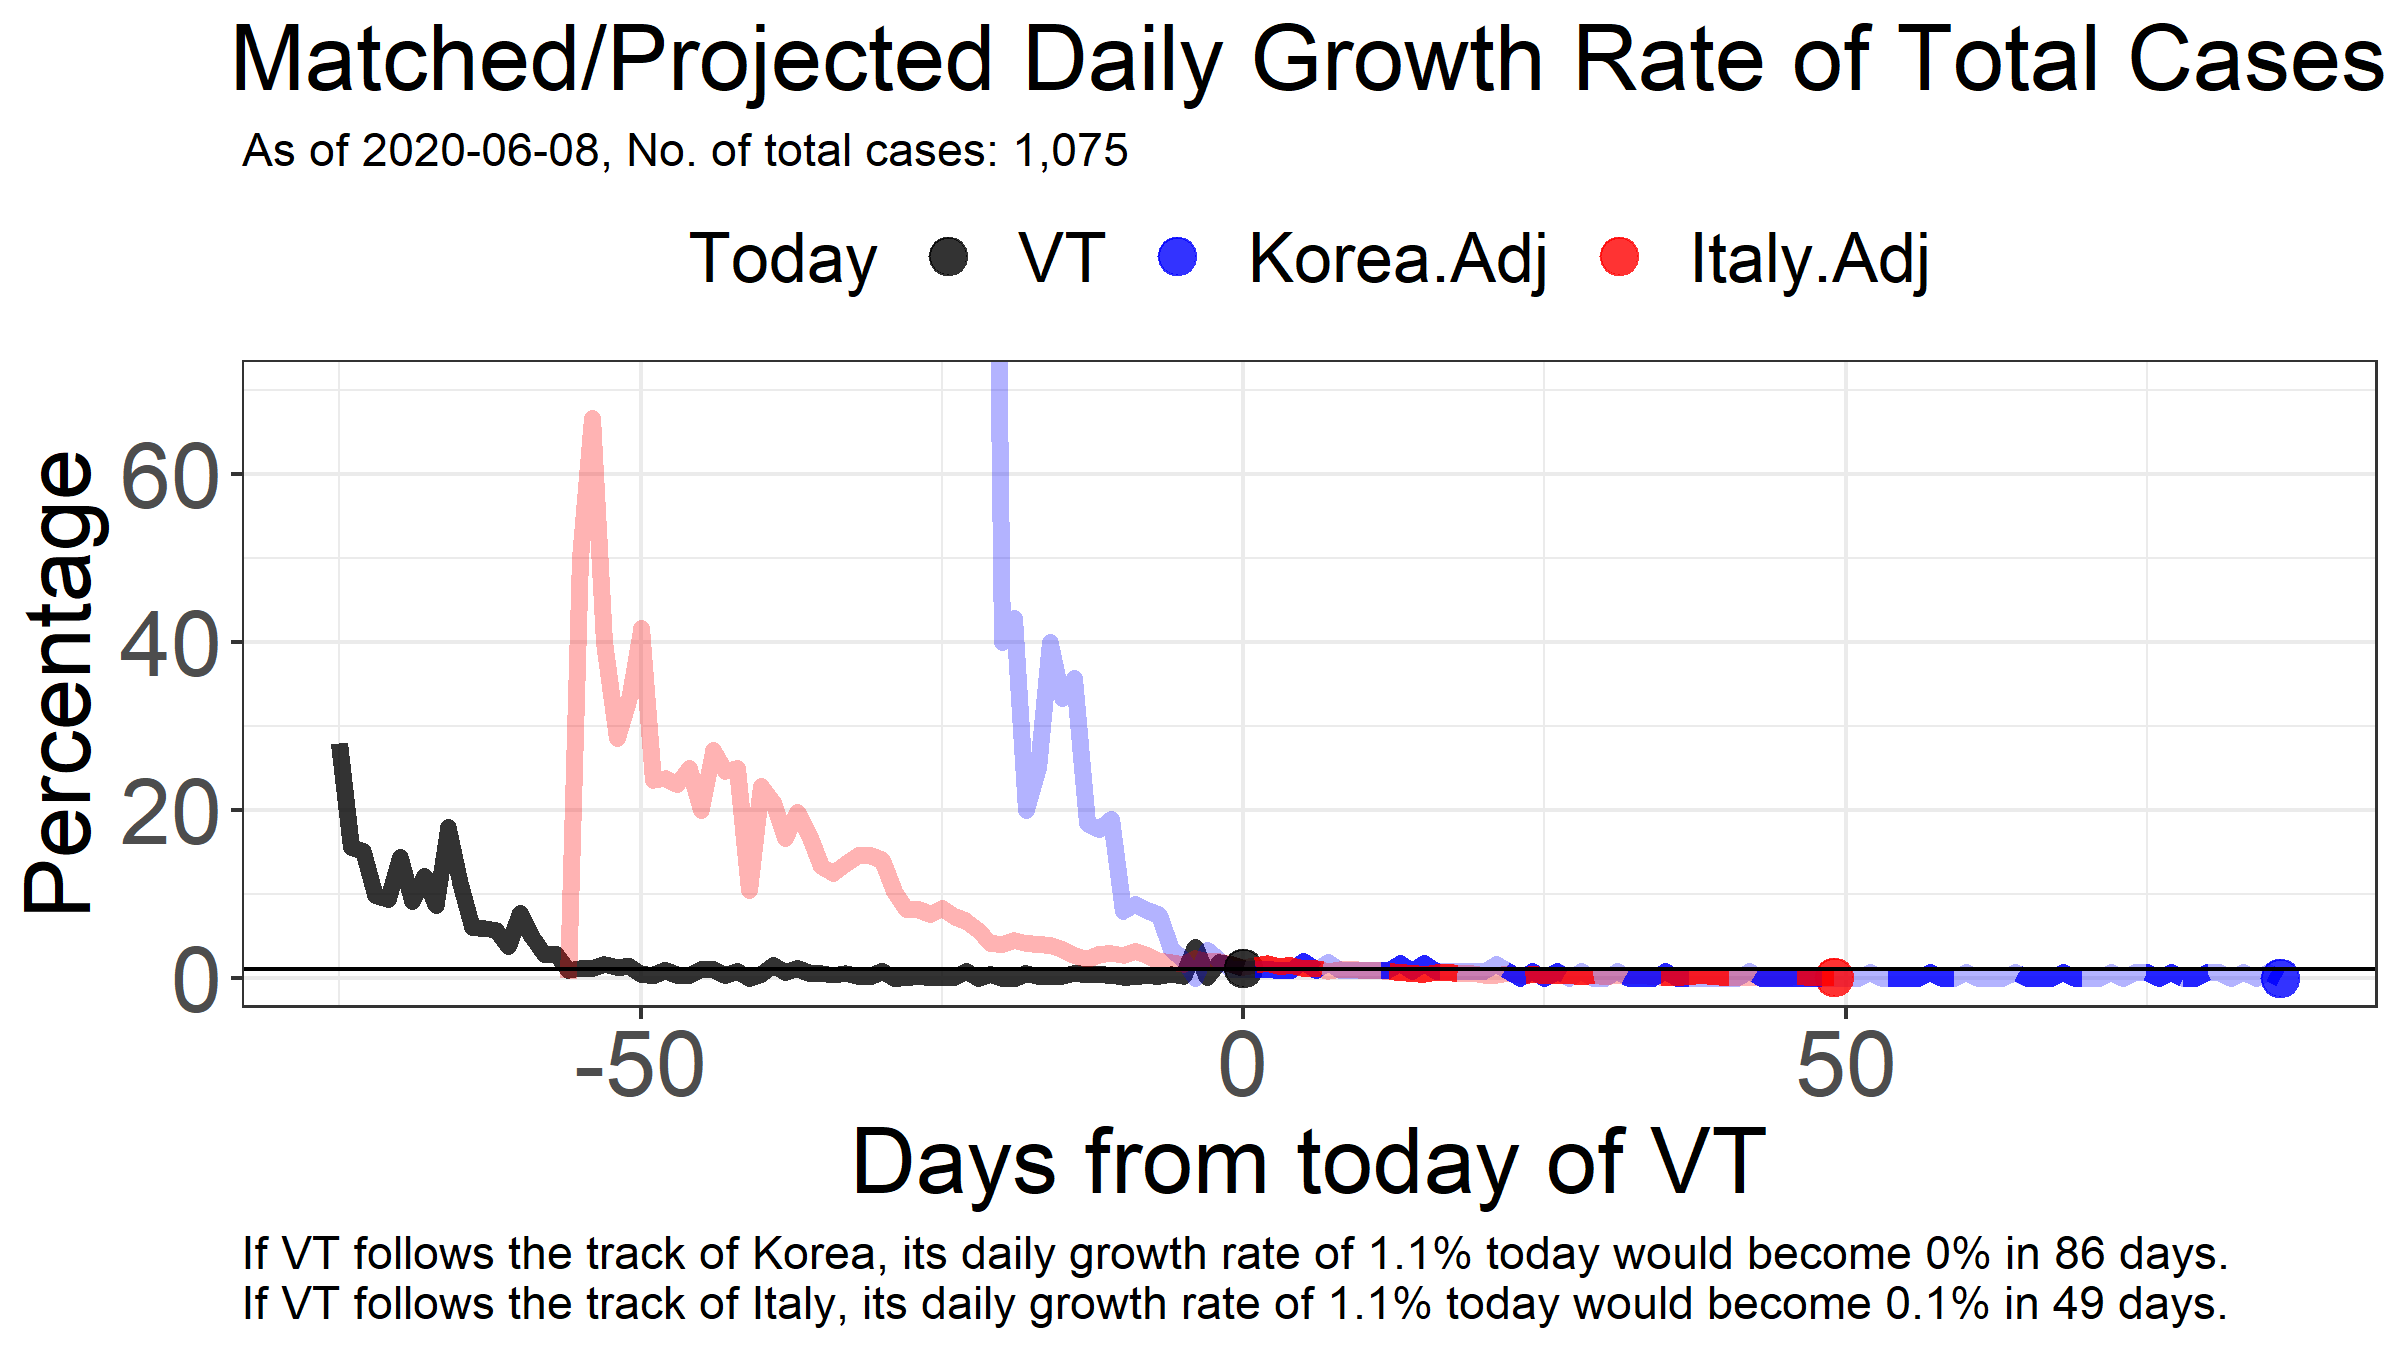 Matched/Projected Daily Growth Rate of Total Cases
As of 2020-06-08, No. of total cases: 1,075
Today VT Korea.Adj Italy.Adj
Percentage
60
40
20
0
-50 0 50
Days from today of VT
If VT follows the track of Korea, its daily growth rate of 1.1% today would become 0% in 86 days.
If VT follows the track of Italy, its daily growth rate of 1.1% today would become 0.1% in 49 days.